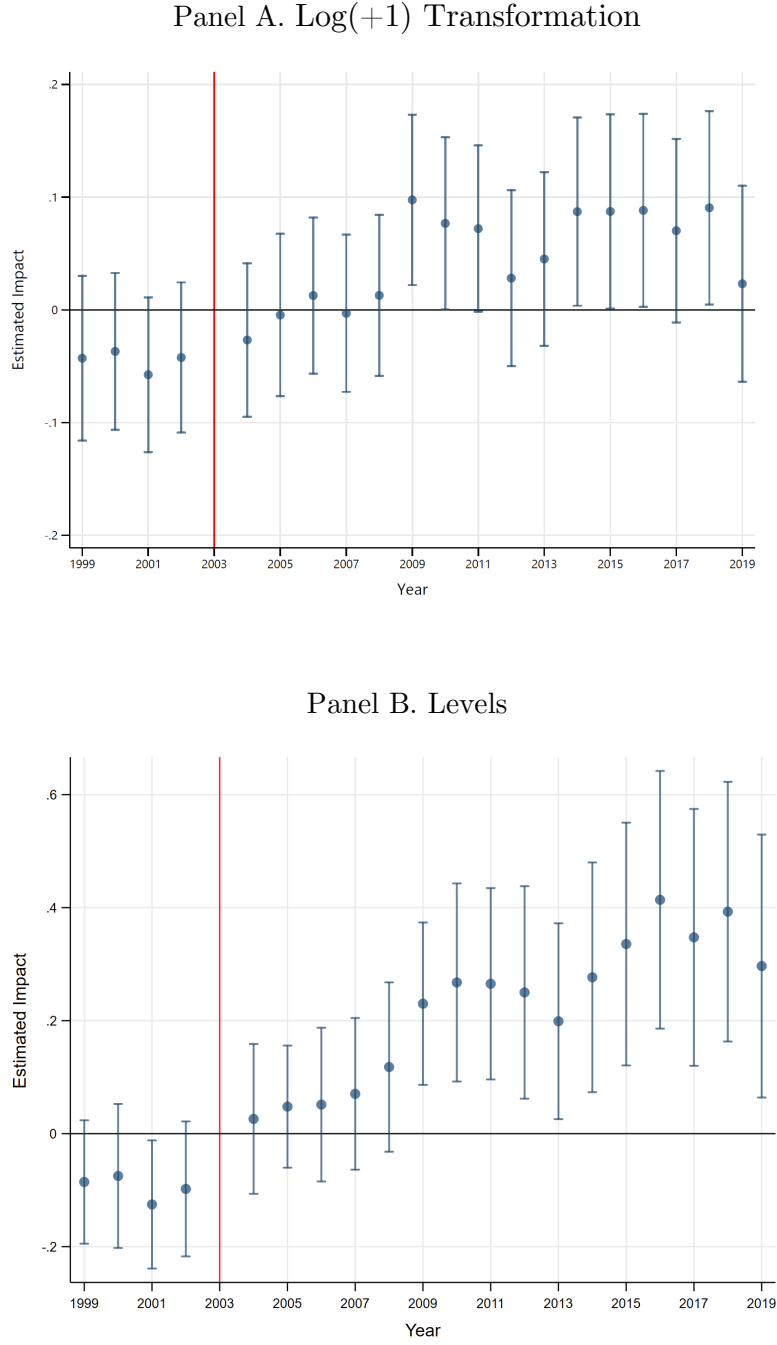 Panel A. Log(+1) Transformation
.2
.1
0
-.1
-.2
Estimated Impact
1999 2001 2003 2005 2007 2009 2011 2013 2015 2017 2019
Year
Panel B. Levels
.6
.4
.2
0
-.2
Estimated Impact
1999 2001 2003 2005 2007 2009 2011 2013 2015 2017 2019
Year